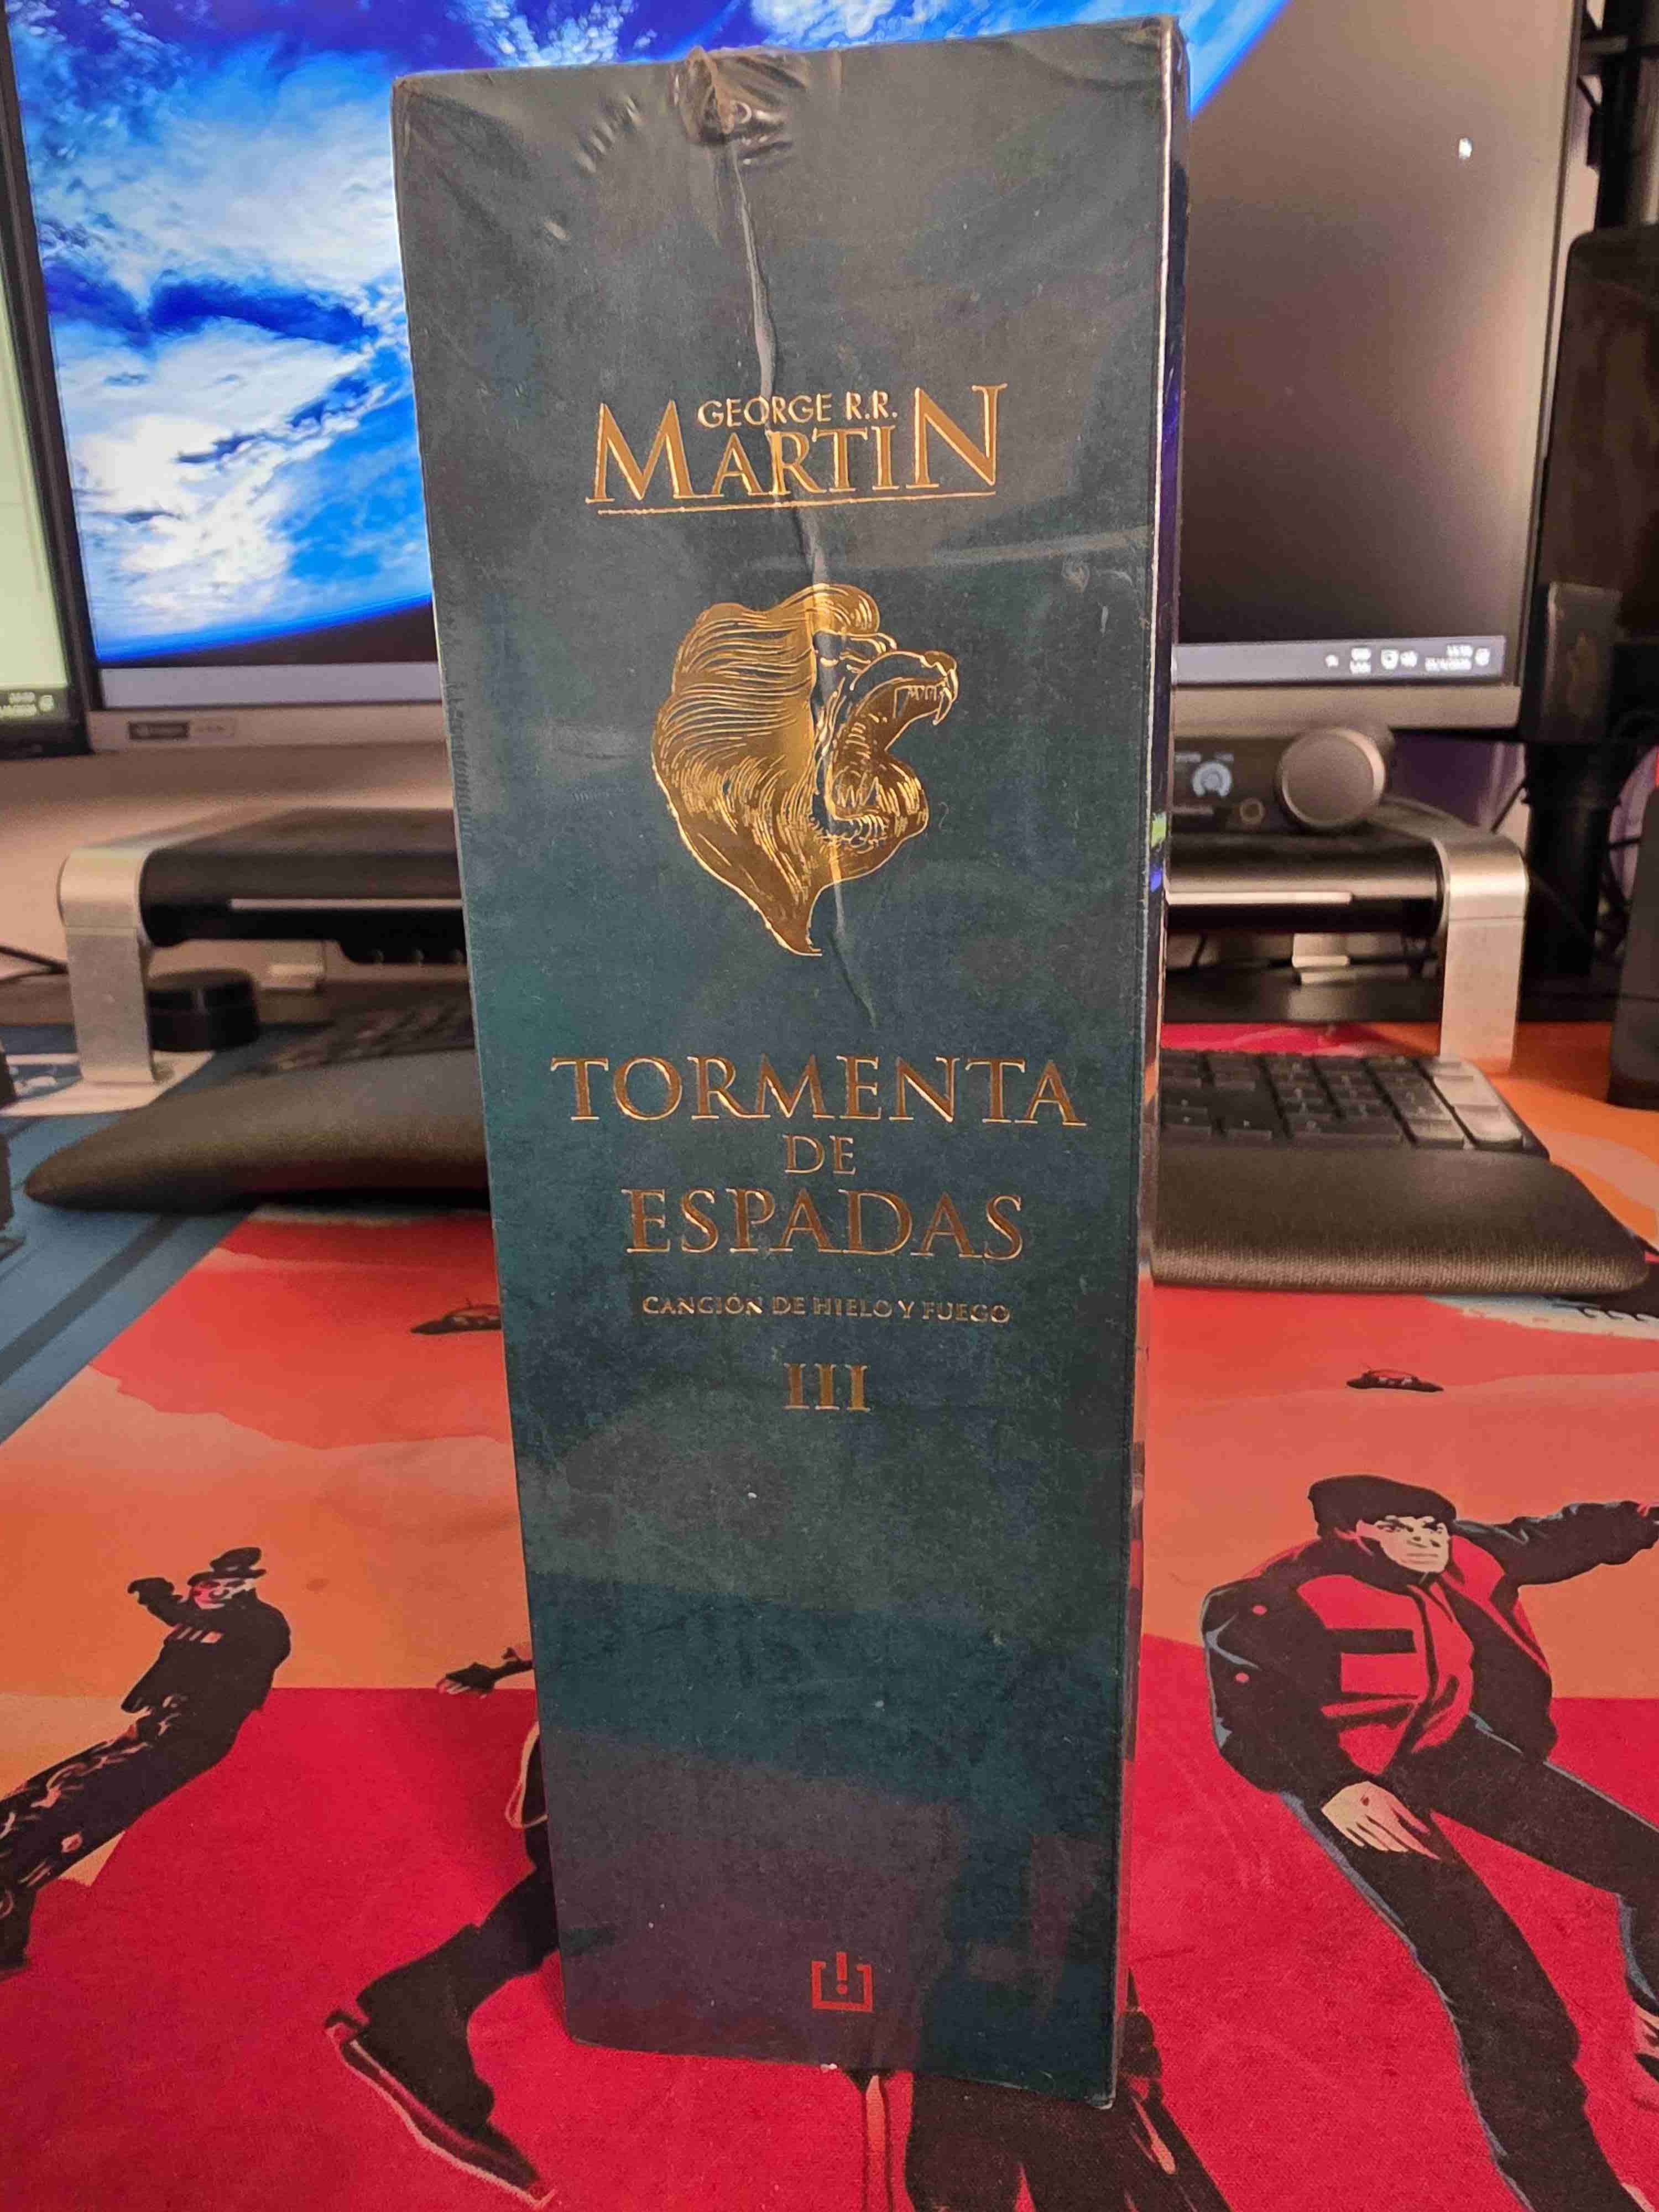 GEORGE R.R.
MARTIN
TORMENTA
DE
ESPADAS
CANCIÓN DE HIELO Y FUEGO
III